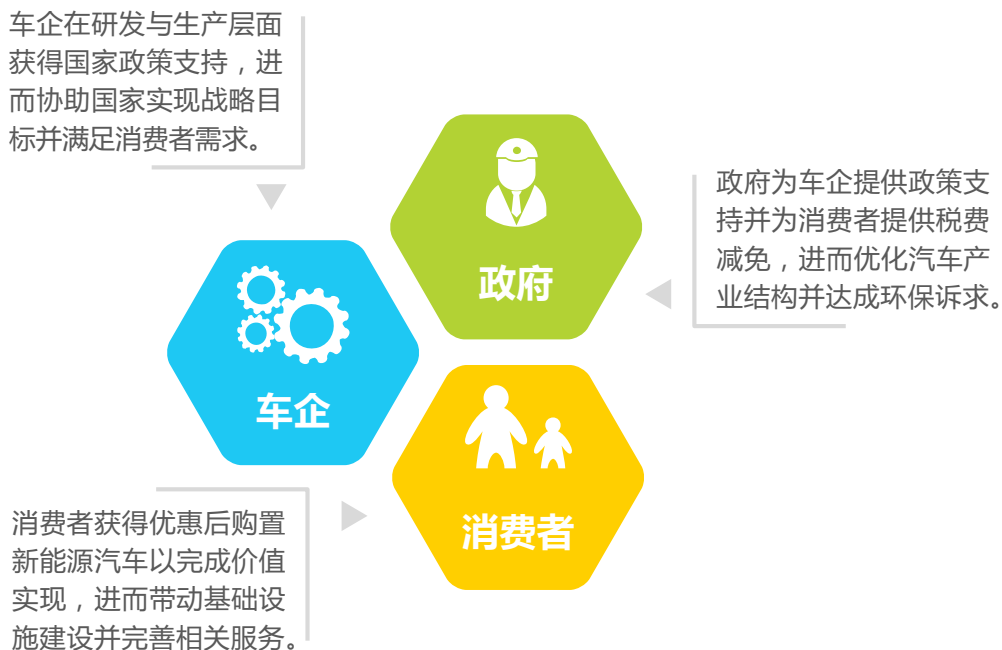 车企在研发与生产层面
获得国家政策支持，进
而协助国家实现战略目
标并满足消费者需求。
政府
政府为车企提供政策支
持并为消费者提供税费
减免，进而优化汽车产
业结构并达成环保诉求。
车企
消费者
消费者获得优惠后购置
新能源汽车以完成价值
实现，进而带动基础设
施建设并完善相关服务。